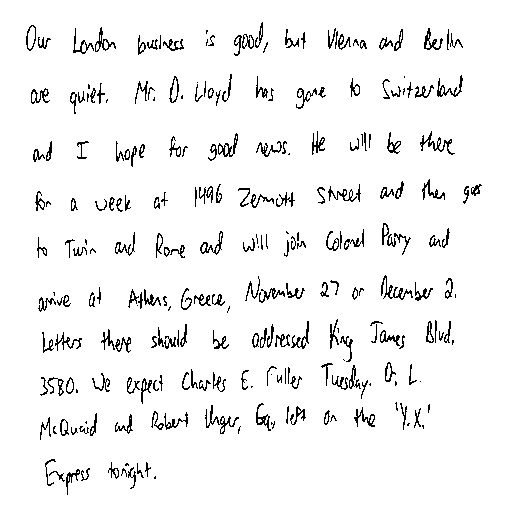 Our London business is good, but Vienna and Berlin
are quiet. Mr. D. Lloyd has gone to Switzerland
and I hope for good news. He will be there
for a week at 1496 Zermott Street and then goes
to Turin and Rome and will join Colonel Parry and
arrive at Athens, Greece, November 27 or December 2.
Letters there should be addressed King James Blvd.
3580. We expect Charles E. Fuller Tuesday. Dr. L.
McQuaid and Robert Unger, Esq., left on the 'Y.X.'
Express tonight.